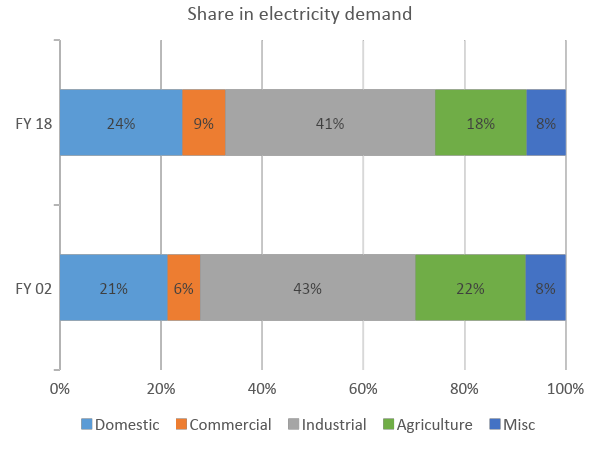 Share in electricity demand
FY 18
24% 9% 41% 18% 8%
FY 02
21% 6% 43% 22% 8%
0% 20% 40% 60% 80% 100%
Domestic Commercial Industrial Agriculture Misc